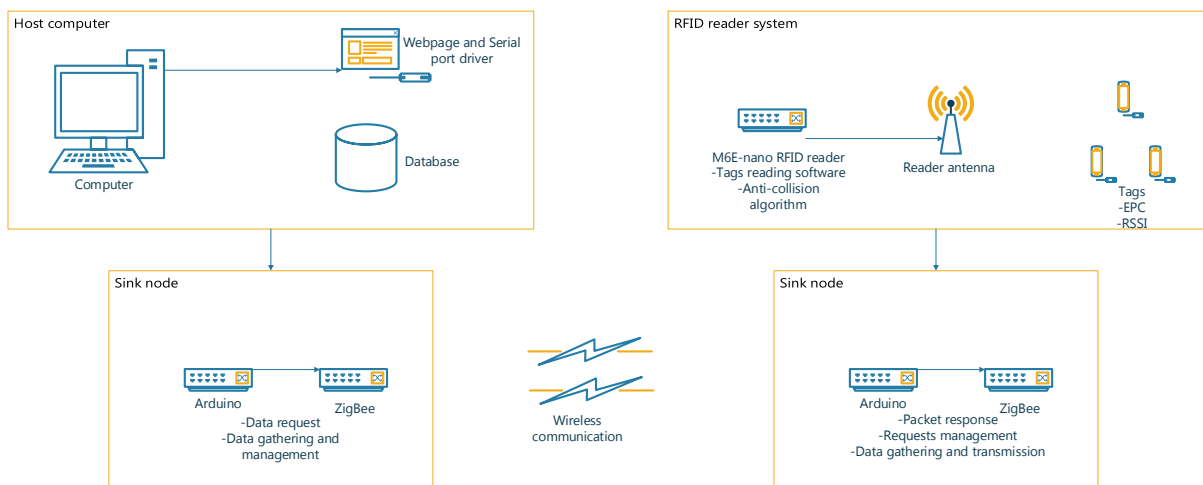 Host computer
Webpage and Serial
port driver
Computer
Database
RFID reader system
M6E-nano RFID reader
-Tags reading software
-Anti-collision
algorithm
Reader antenna
Tags
-EPC
-RSSI
Sink node
Arduino
ZigBee
-Data request
-Data gathering and
management
Wireless
communication
Sink node
Arduino
ZigBee
-Packet response
-Requests management
-Data gathering and transmission